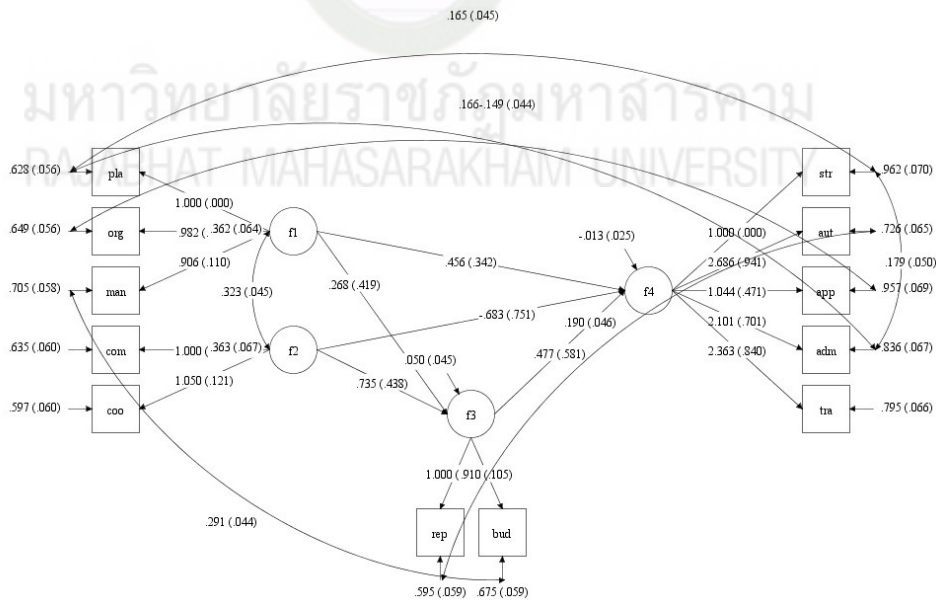 .165 (.045)
มหาวิทยาลัยราชภัฏมหาสารคาม
.166-.149 (.044)
RAJABHAT MAHASARAKHAM UNIVERSITY
.628 (.056)
pla
str
.962 (.070)
1.000 (.000)
.649 (.056)
org
.982 (.
.362 (.064)
f1
-.013 (.025)
1.000 (.000)
aut
.726 (.065)
.906 (.110)
.456 (.342)
2.686 (.941)
.179 (.050)
.705 (.058)
man
.323 (.045)
.268 (.419)
f4
1.044 (.471)
app
.957 (.069)
-.683 (.751)
.190 (.046)
2.101 (.701)
.635 (.060)
com
1.000 (
.363 (.067)
f2
.050 (.045)
.477 (.581)
2.363 (.840)
adm
.836 (.067)
1.050 (.121)
.735 (.438)
.597 (.060)
coo
f3
tra
.795 (.066)
1.000 (
.910 (.105)
.291 (.044)
rep
bud
.595 (.059)
.675 (.059)